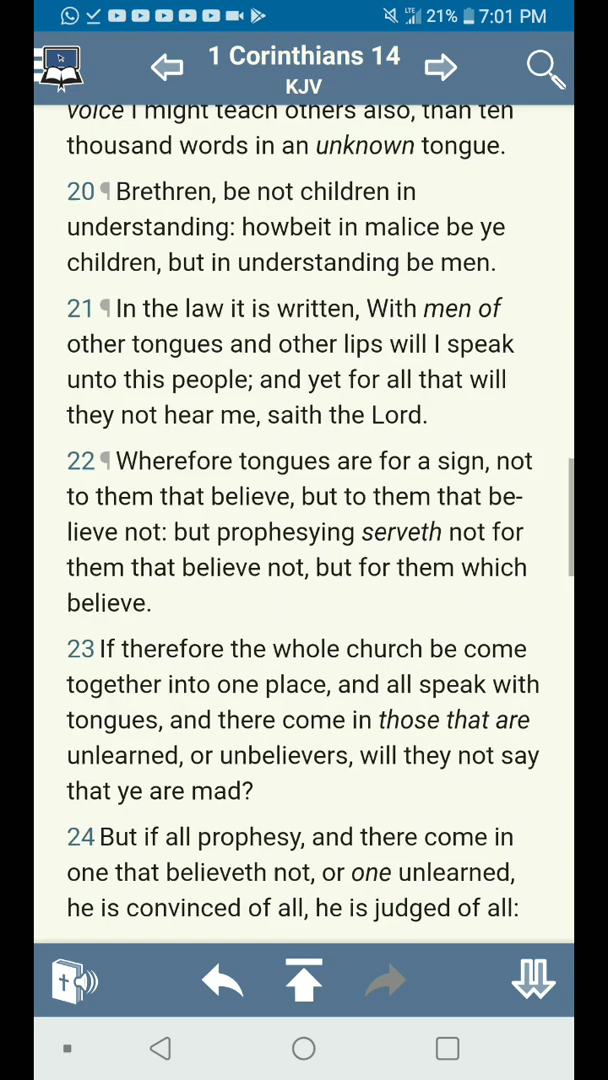 LTE 21% 7:01 PM
1 Corinthians 14
KJV
voice I might teach others also, than ten
thousand words in an unknown tongue.
20 ¶ Brethren, be not children in
understanding: howbeit in malice be ye
children, but in understanding be men.
21 ¶ In the law it is written, With men of
other tongues and other lips will I speak
unto this people; and yet for all that will
they not hear me, saith the Lord.
22 ¶ Wherefore tongues are for a sign, not
to them that believe, but to them that be-
lieve not: but prophesying serveth not for
them that believe not, but for them which
believe.
23 If therefore the whole church be come
together into one place, and all speak with
tongues, and there come in those that are
unlearned, or unbelievers, will they not say
that ye are mad?
24 But if all prophesy, and there come in
one that believeth not, or one unlearned,
he is convinced of all, he is judged of all: